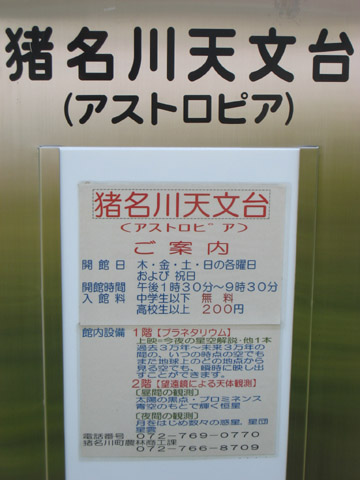 猪名川天文台
(アストロピア)
猪名川天文台
(アストロピﾟア)
ご案内
開館日 木・金・土・日の各曜日
および 祝日
開館時間 午後1時30分～9時30分
入館料 中学生以下 無料
高校生以上 200円
館内設備 1階【プラネタリウム】
上映=今夜の星空解説・他1本
過去3万年～未来3万年の
間の、いつの時点の空でも
また地球上のどの地点から
見る空でも、瞬時に映し出
すことができます。
2階【望遠鏡による天体観測】
[昼間の観測]
太陽の黒点・プロミネンス
青空のもとで輝く恒星
[夜間の観測]
月をはじめ数々の惑星、星団
星雲
電話番号 072-769-0770
猪名川町農林商工課
072-766-8709